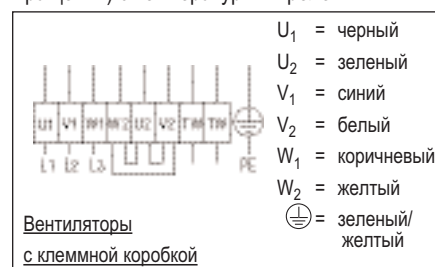 U1 = черный
U2 = зеленый
V1 = синий
V2 = белый
W1 = коричневый
W2 = желтый
= зеленый/
желтый
U1 V1 W1 W2 U2 V2 TW TW
L1 L2 L3 PE
Вентиляторы
с клеммной коробкой